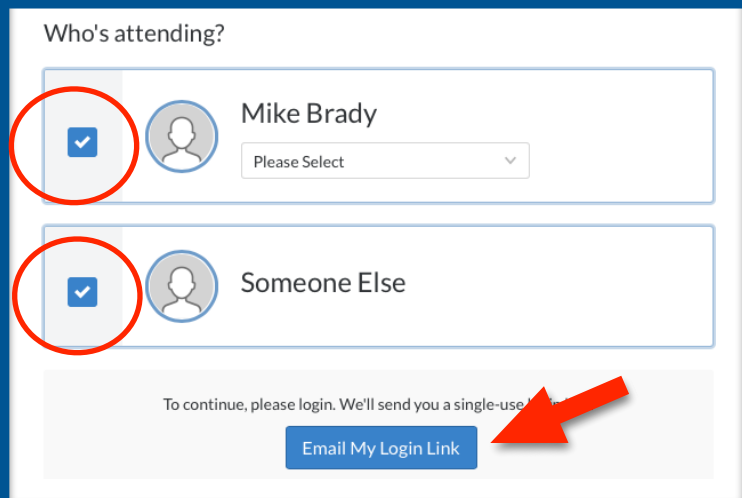 Who's attending?
Mike Brady
Please Select
Someone Else
To continue, please login. We'll send you a single-use
Email My Login Link